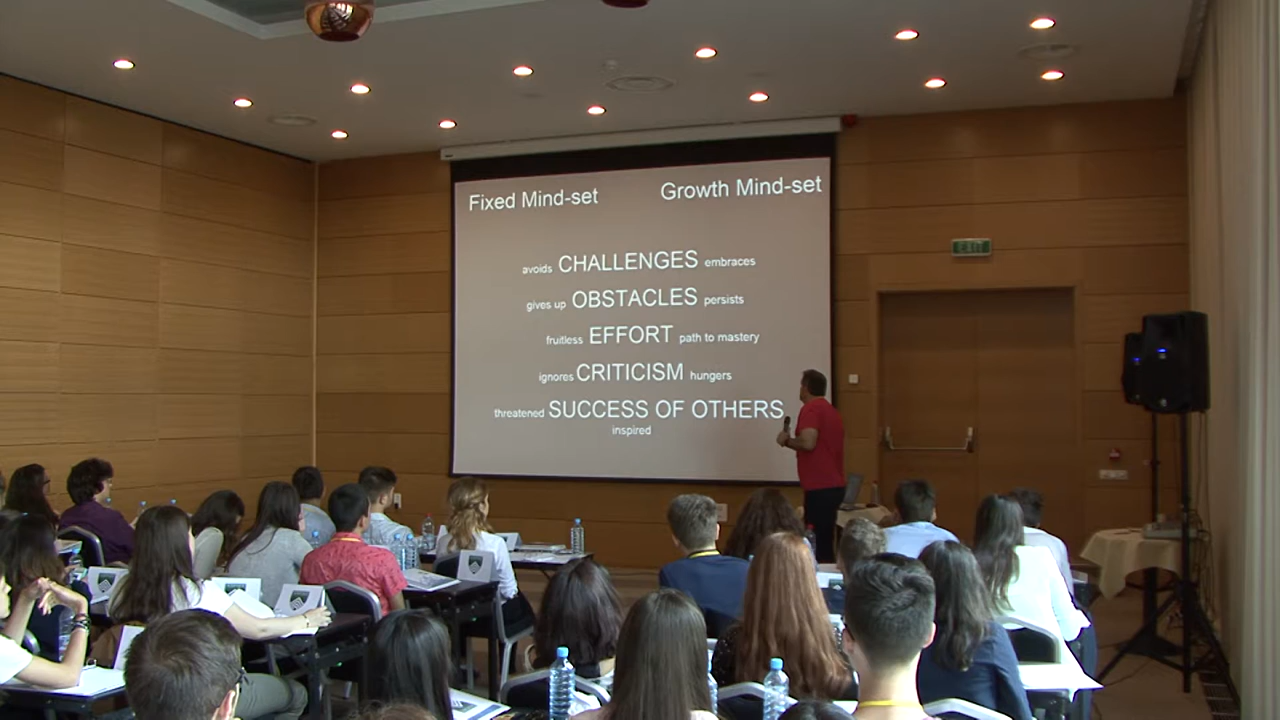 Fixed Mind-set Growth Mind-set
avoids CHALLENGES embraces
gives up OBSTACLES persists
fruitless EFFORT path to mastery
ignores CRITICISM hungers
threatened SUCCESS OF OTHERS
inspired
EXIT